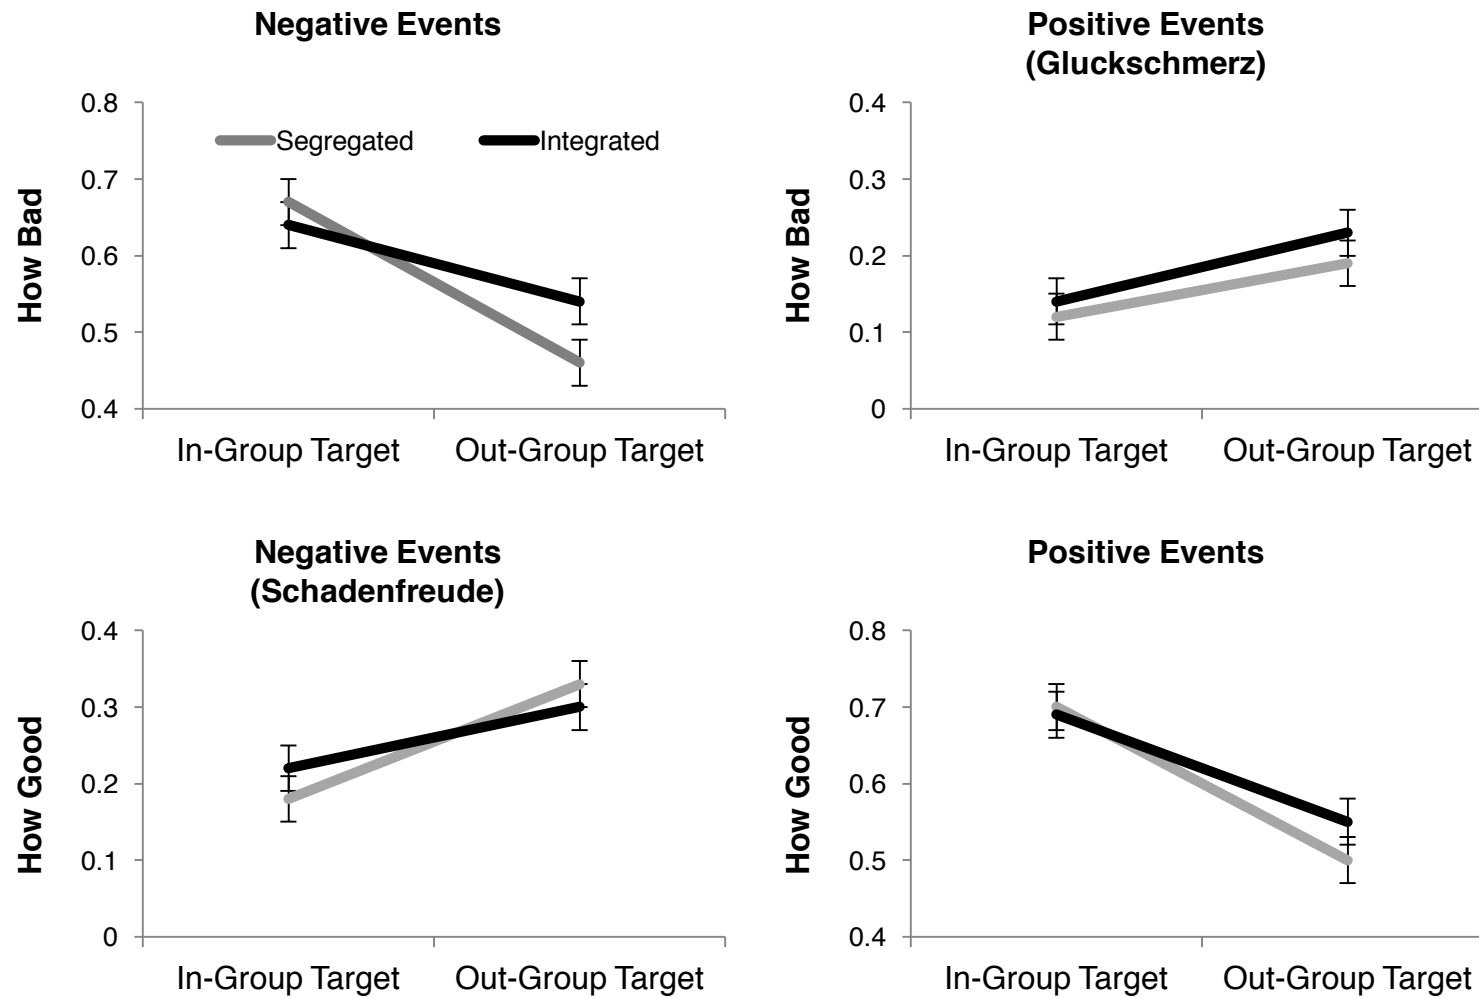 Negative Events
How Bad
0.8
0.7
0.6
0.5
0.4
Segregated
Integrated
In-Group Target
Out-Group Target
Positive Events
(Gluckschmerz)
How Bad
0.4
0.3
0.2
0.1
0
In-Group Target
Out-Group Target
Negative Events
(Schadenfreude)
How Good
0.4
0.3
0.2
0.1
0
In-Group Target
Out-Group Target
Positive Events
How Good
0.8
0.7
0.6
0.5
0.4
In-Group Target
Out-Group Target